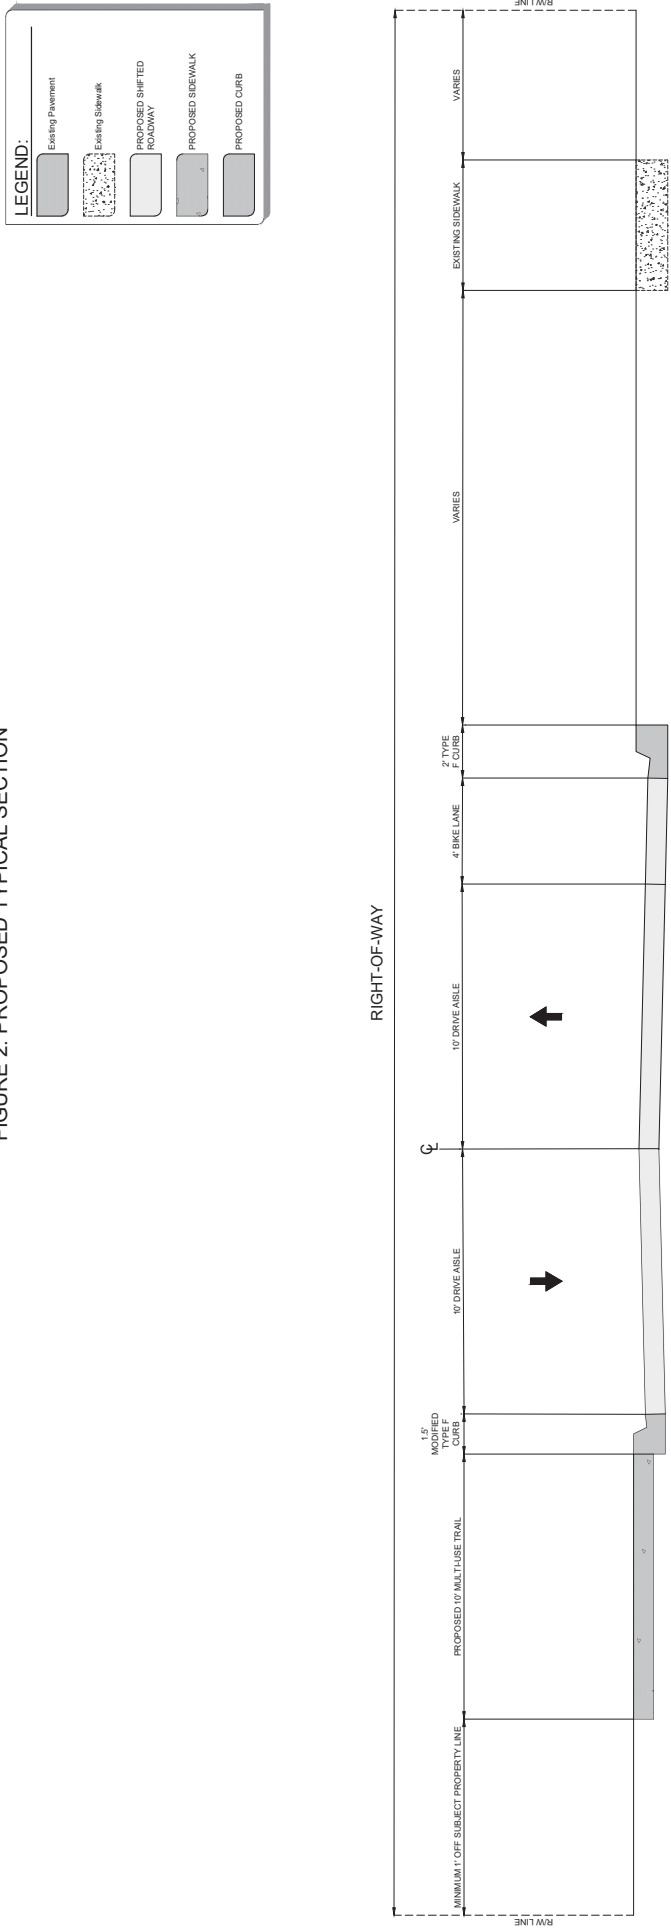 FIGURE 2: PROPOSED TYPICAL SECTION
LEGEND:
Existing Pavement
Existing Sidewalk
PROPOSED SHIFTED
ROADWAY
PROPOSED SIDEWALK
PROPOSED CURB
RIGHT-OF-WAY
R/W LINE
MINIMUM 1' OFF SUBJECT PROPERTY LINE
PROPOSED 10' MULTI-USE TRAIL
1.5'
MODIFIED
TYPE F
CURB
10' DRIVE AISLE
CL
10' DRIVE AISLE
4' BIKE LANE
2' TYPE
F CURB
VARIES
EXISTING SIDEWALK
VARIES
R/W LINE